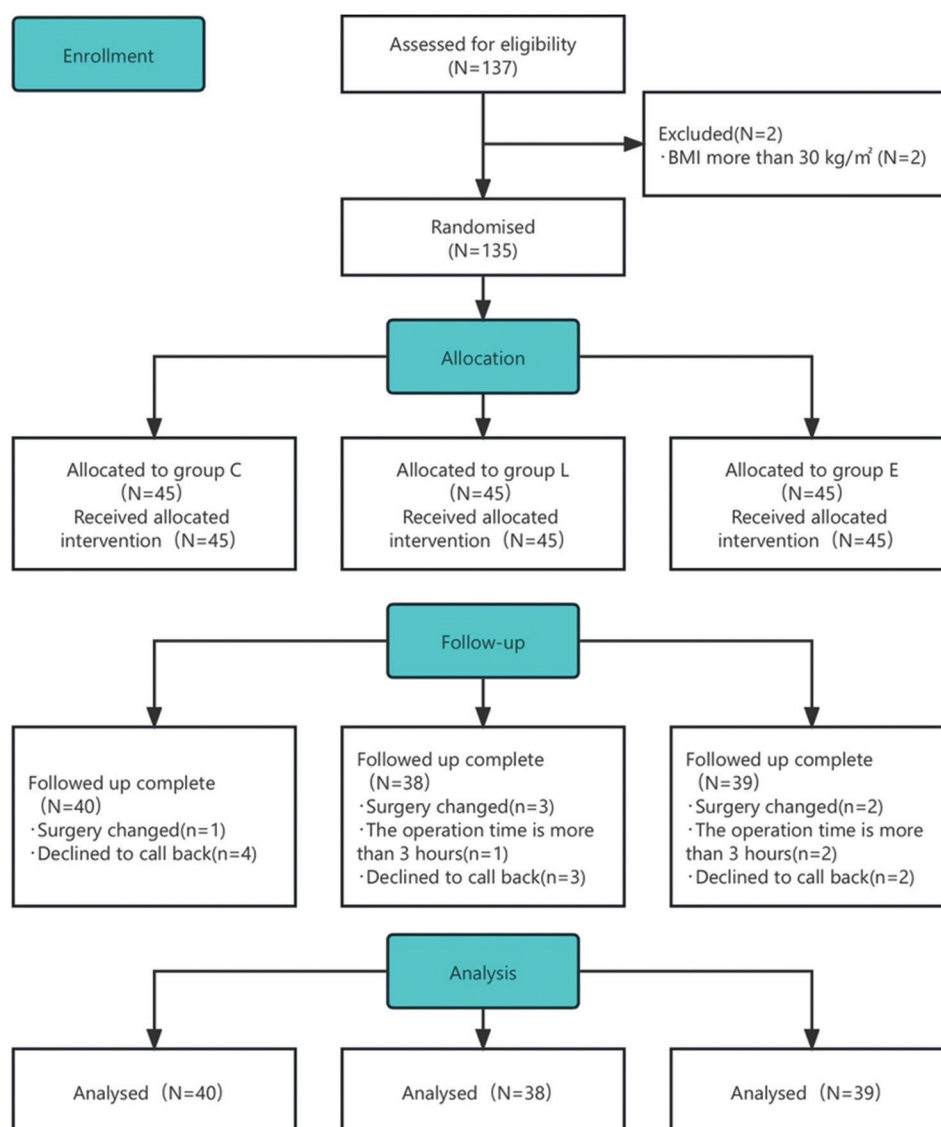 Enrollment
Assessed for eligibility
(N=137)
Excluded(N=2)
·BMI more than 30 kg/㎡ (N=2)
Randomised
(N=135)
Allocation
Allocated to group C
(N=45)
Received allocated
intervention（N=45）
Allocated to group L
(N=45)
Received allocated
intervention（N=45）
Allocated to group E
(N=45)
Received allocated
intervention（N=45）
Follow-up
Followed up complete
（N=40)
·Surgery changed(n=1)
·Declined to call back(n=4)
Followed up complete
（N=38)
·Surgery changed(n=3)
·The operation time is more
than 3 hours(n=1)
·Declined to call back(n=3)
Followed up complete
（N=39)
·Surgery changed(n=2)
·The operation time is more
than 3 hours(n=2)
·Declined to call back(n=2)
Analysis
Analysed（N=40）
Analysed（N=38）
Analysed（N=39）